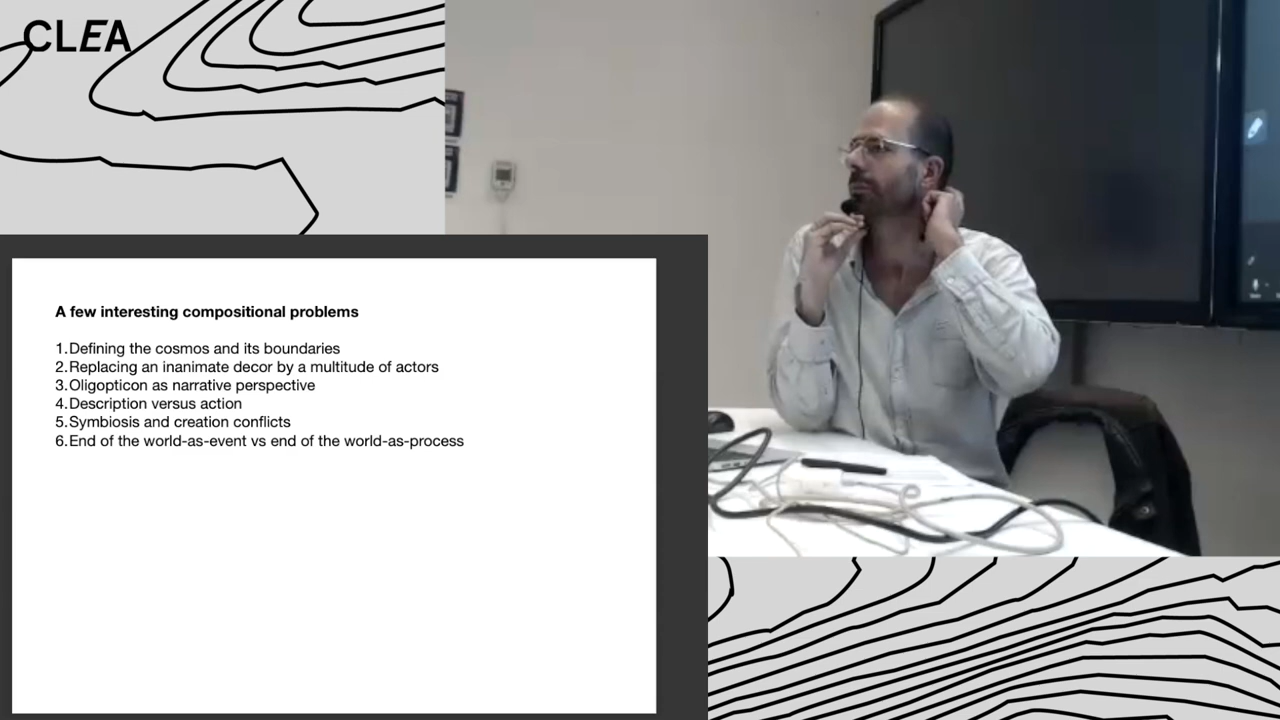 CLEA
A few interesting compositional problems
1.Defining the cosmos and its boundaries
2.Replacing an inanimate decor by a multitude of actors
3.Oligopticon as narrative perspective
4.Description versus action
5.Symbiosis and creation conflicts
6.End of the world-as-event vs end of the world-as-process